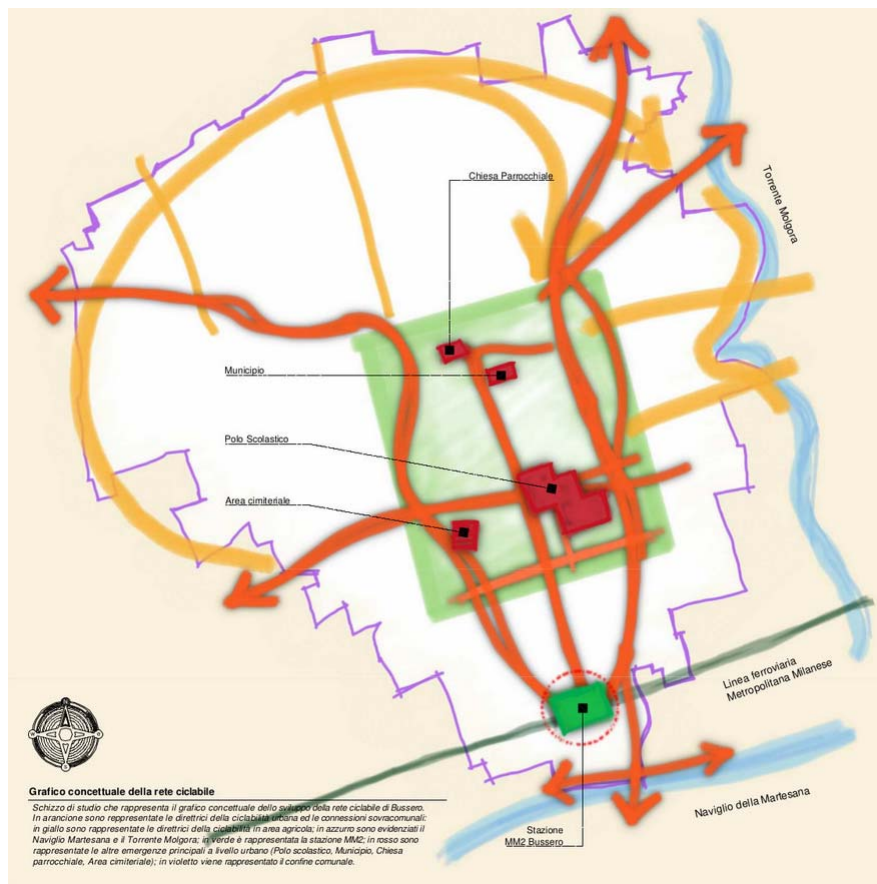 Chiesa Parrocchiale
Torrente Molgora
Municipio
Polo Scolastico
Area cimiteriale
Linea ferroviaria
Metropolitana Milanese
Naviglio della Martesana
Stazione
MM2 Bussero
Grafico concettuale della rete ciclabile
Schizzo di studio che rappresenta il grafico concettuale dello sviluppo della rete ciclabile di Bussero.
In arancione sono rappresentate le direttrici della ciclabilità urbana ed le connessioni sovracomunali:
in giallo sono rappresentate le direttrici della ciclabilità in area agricola; in azzurro sono evidenziati il
Naviglio Martesana e il Torrente Molgora; in verde è rappresentata la stazione MM2; in rosso sono
rappresentate le altre emergenze principali a livello urbano (Polo scolastico, Municipio, Chiesa
parrocchiale, Area cimiteriale); in violetto viene rappresentato il confine comunale.